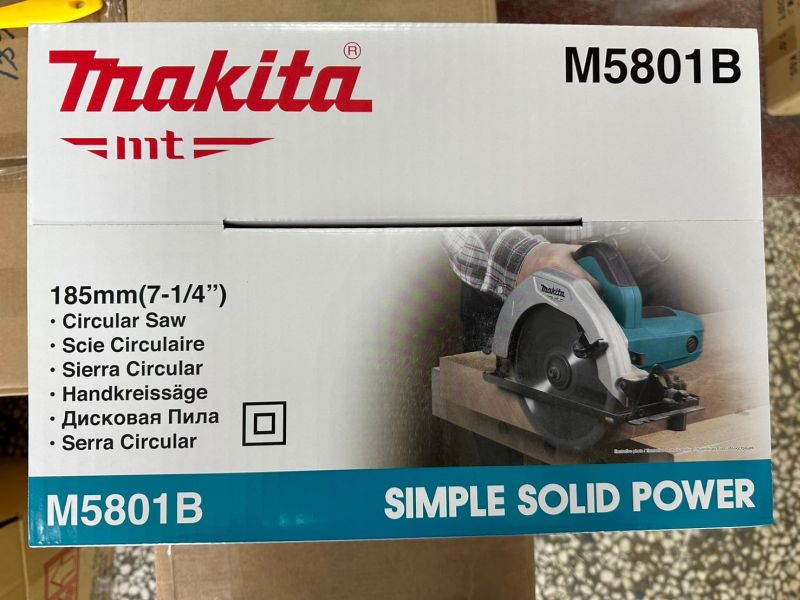 Makita®
M5801B
mt
185mm(7-1/4”)
· Circular Saw
· Scie Circulaire
· Sierra Circular
· Handkreissäge
· Дисковая Пила
· Serra Circular
Makita
M5801B
SIMPLE SOLID POWER